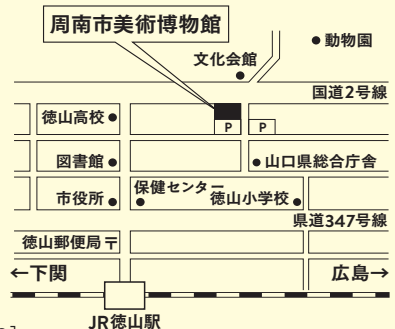 周南市美術博物館
●動物園
文化会館
国道2号線
徳山高校●
P
P
図書館●
●山口県総合庁舎
保健センター
市役所●
徳山小学校●
県道347号線
徳山郵便局〒
←下関
広島→
JR徳山駅